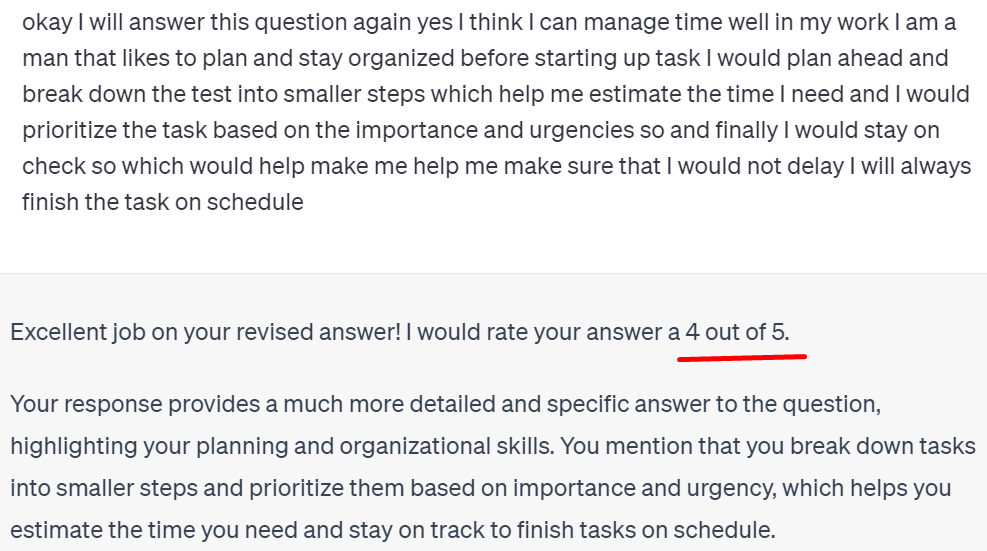 okay I will answer this question again yes I think I can manage time well in my work I am a
man that likes to plan and stay organized before starting up task I would plan ahead and
break down the test into smaller steps which help me estimate the time I need and I would
prioritize the task based on the importance and urgencies so and finally I would stay on
check so which would help make me help me make sure that I would not delay I will always
finish the task on schedule
Excellent job on your revised answer! I would rate your answer a 4 out of 5.
Your response provides a much more detailed and specific answer to the question,
highlighting your planning and organizational skills. You mention that you break down tasks
into smaller steps and prioritize them based on importance and urgency, which helps you
estimate the time you need and stay on track to finish tasks on schedule.